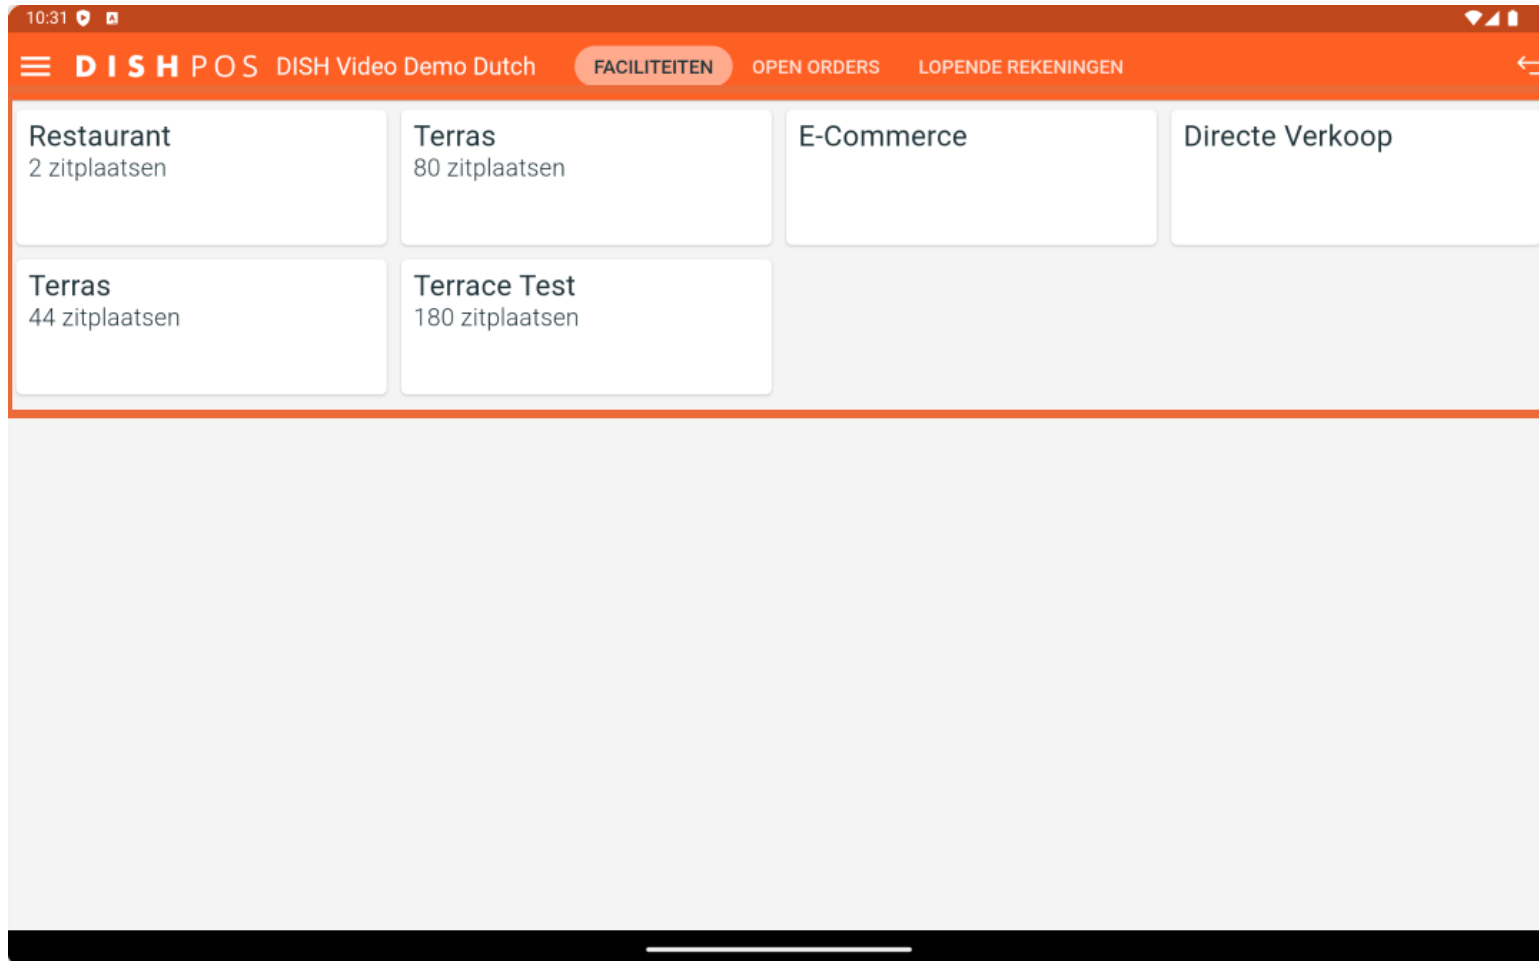 10:31
DISH POS DISH Video Demo Dutch FACILITEITEN OPEN ORDERS LOPENDE REKENINGEN
Restaurant
2 zitplaatsen
Terras
80 zitplaatsen
E-Commerce
Directe Verkoop
Terras
44 zitplaatsen
Terrace Test
180 zitplaatsen